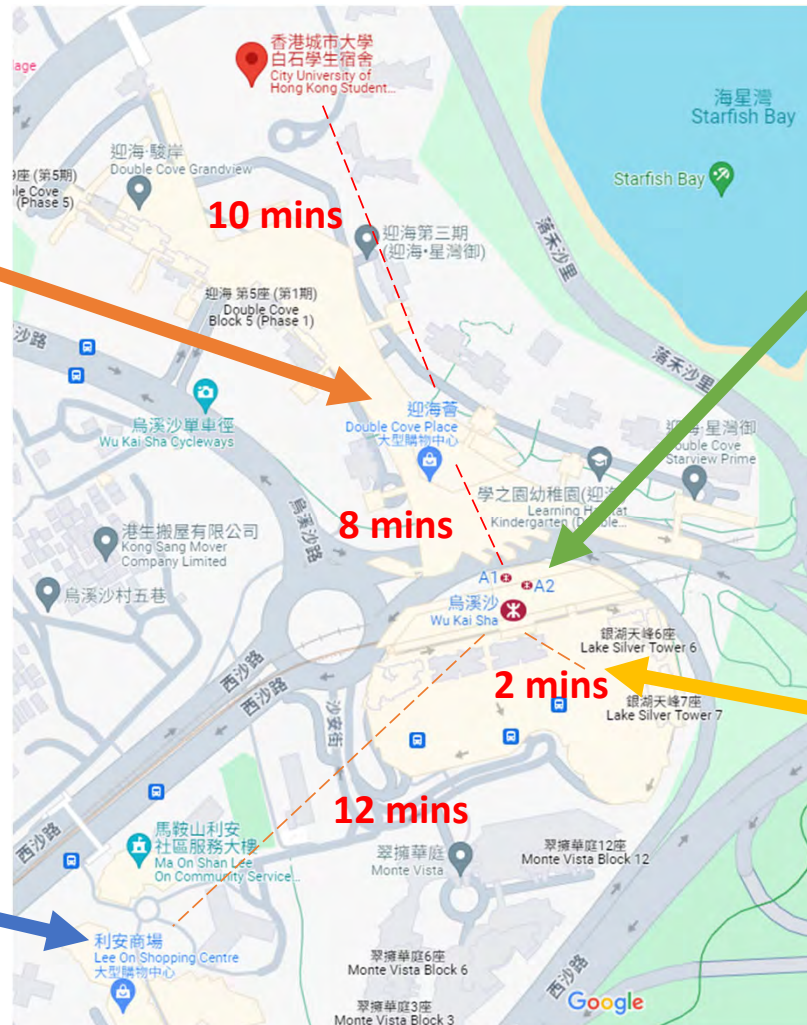 香港城市大學
白石學生宿舍
City University of
Hong Kong Student...
age
海星灣
Starfish Bay
迎海·駿岸
Double Cove Grandview
9座 (第5期)
ble Cove
(Phase 5)
Starfish Bay
10 mins
迎海第三期
(迎海·星灣御)
落禾沙里
迎海 第5座 (第1期)
Double Cove
Block 5 (Phase 1)
沙路
落禾沙里
烏溪沙單車徑
Wu Kai Sha Cycleways
迎海薈
Double Cove Place
大型購物中心
迎海·星灣御
Double Cove
Starview Prime
學之園幼稚園(迎海
Learning Habitat
Kindergarten (Double...
烏溪沙路
8 mins
港生搬屋有限公司
Kong Sang Mover
Company Limited
A1
A2
烏溪沙村五巷
烏溪沙
Wu Kai Sha
銀湖天峰6座
Lake Silver Tower 6
西沙路
西沙路
2 mins
銀湖天峰7座
Lake Silver Tower 7
沙安街
12 mins
馬鞍山利安
社區服務大樓
Ma On Shan Lee
On Community Service...
西沙路
翠擁華庭
Monte Vista
翠擁華庭12座
Monte Vista Block 12
利安商場
Lee On Shopping Centre
大型購物中心
翠擁華庭6座
Monte Vista Block 6
西沙路
翠擁華庭3座
Monte Vista Block 3
Google